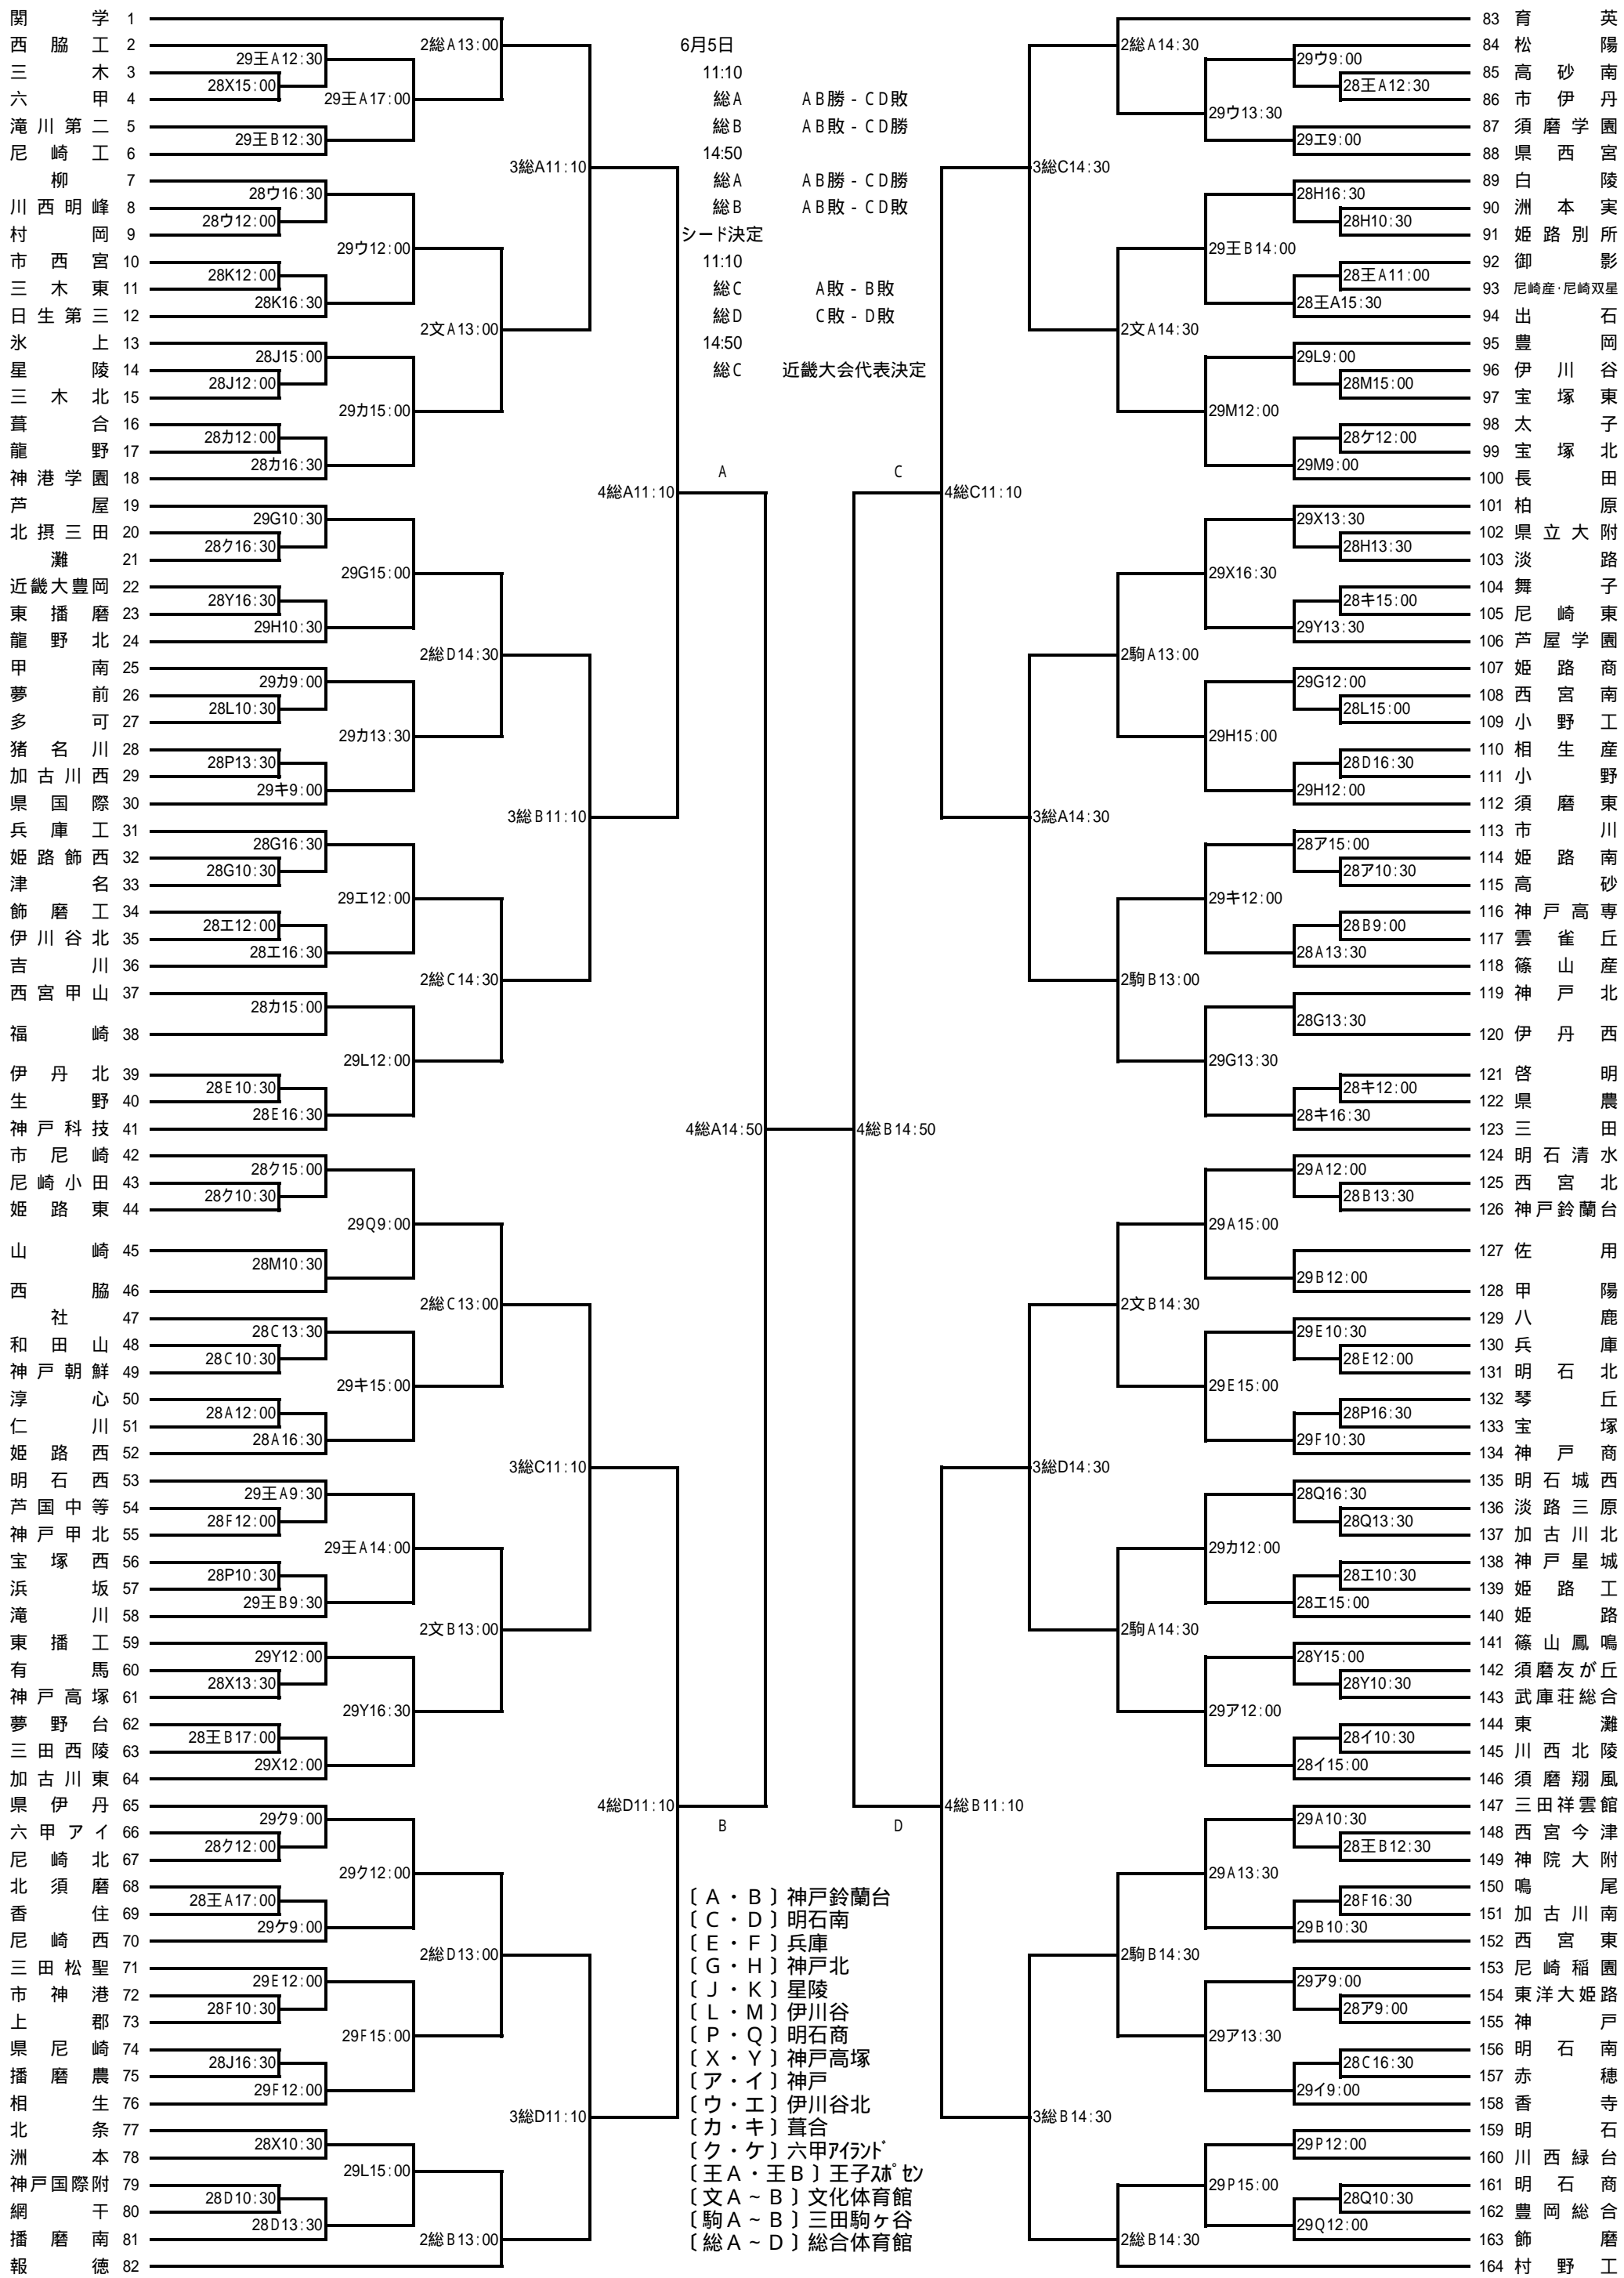 関学 1
西脇工 2
三木 3
六甲 4
滝川第二 5
尼崎工 6
柳 7
川西明峰 8
村岡 9
市西宮 10
三木東 11
日生第三 12
氷上 13
星陵 14
三木北 15
葺合 16
龍野 17
神港学園 18
芦屋 19
北摂三田 20
灘 21
近畿大豊岡 22
東播磨 23
龍野北 24
甲南 25
夢前 26
多可 27
猪名川 28
加古川西 29
県国際 30
兵庫工 31
姫路飾西 32
津名 33
飾磨工 34
伊川谷北 35
吉川 36
西宮甲山 37
福崎 38
伊丹北 39
生野 40
神戸科技 41
市尼崎 42
尼崎小田 43
姫路東 44
山崎 45
西脇 46
社 47
和田山 48
神戸朝鮮 49
淳心 50
仁川 51
姫路西 52
明石西 53
芦国中等 54
神戸甲北 55
宝塚西 56
浜坂 57
滝川 58
東播工 59
有馬 60
神戸高塚 61
夢野台 62
三田西陵 63
加古川東 64
県伊丹 65
六甲アイ 66
尼崎北 67
北須磨 68
香住 69
尼崎西 70
三田松聖 71
市神港 72
上郡 73
県尼崎 74
播磨農 75
相生 76
北条 77
洲本 78
神戸国際附 79
網干 80
播磨南 81
報徳 82
29王A12:30
28X15:00
29王B12:30
28ウ16:30
28ウ12:00
28K12:00
28K16:30
28J15:00
28J12:00
28カ12:00
28カ16:30
29G10:30
28ク16:30
28Y16:30
29H10:30
29カ9:00
28L10:30
28P13:30
29キ9:00
28G16:30
28G10:30
28エ12:00
28エ16:30
28カ15:00
28E10:30
28E16:30
28ク15:00
28ク10:30
28M10:30
28C13:30
28C10:30
28A12:00
28A16:30
29王A9:30
28F12:00
28P10:30
29王B9:30
29Y12:00
28X13:30
28王B17:00
29X12:00
29ク9:00
28ク12:00
28王A17:00
29ケ9:00
29E12:00
28F10:30
28J16:30
29F12:00
28X10:30
28D10:30
28D13:30
29王A17:00
29ウ12:00
29カ15:00
29G15:00
29カ13:30
29エ12:00
29L12:00
29Q9:00
29キ15:00
29王A14:00
29Y16:30
29ク12:00
29F15:00
29L15:00
2総A13:00
2文A13:00
2総D14:30
2総C14:30
2総C13:00
2文B13:00
2総D13:00
2総B13:00
3総A11:10
3総B11:10
3総C11:10
3総D11:10
4総A11:10
4総D11:10
A
B
4総A14:50
6月5日
11:10
総A AB勝 - CD敗
総B AB敗 - CD勝
14:50
総A AB勝 - CD勝
総B AB敗 - CD敗
シード決定
11:10
総C A敗 - B敗
総D C敗 - D敗
14:50
総C 近畿大会代表決定
〔A・B〕神戸鈴蘭台
〔C・D〕明石南
〔E・F〕兵庫
〔G・H〕神戸北
〔J・K〕星陵
〔L・M〕伊川谷
〔P・Q〕明石商
〔X・Y〕神戸高塚
〔ア・イ〕神戸
〔ウ・エ〕伊川谷北
〔カ・キ〕葺合
〔ク・ケ〕六甲アイランド
〔王A・王B〕王子スポセン
〔文A~B〕文化体育館
〔駒A~B〕三田駒ヶ谷
〔総A~D〕総合体育館
4総B14:50
C
D
4総C11:10
4総B11:10
3総C14:30
3総A14:30
3総D14:30
3総B14:30
2総A14:30
2文A14:30
2駒A13:00
2駒B13:00
2文B14:30
2駒A14:30
2駒B14:30
2総B14:30
29ウ13:30
29王B14:00
29M12:00
29X16:30
29H15:00
29キ12:00
29G13:30
29A15:00
29E15:00
29カ12:00
29ア12:00
29A13:30
29ア13:30
29P15:00
29ウ9:00
28王A12:30
29エ9:00
28H16:30
28H10:30
28王A11:00
28王A15:30
29L9:00
28M15:00
28ケ12:00
29M9:00
29X13:30
28H13:30
28キ15:00
29Y13:30
29G12:00
28L15:00
28D16:30
29H12:00
28ア15:00
28ア10:30
28B9:00
28A13:30
28G13:30
28キ12:00
28キ16:30
29A12:00
28B13:30
29B12:00
29E10:30
28E12:00
28P16:30
29F10:30
28Q16:30
28Q13:30
28エ10:30
28エ15:00
28Y15:00
28Y10:30
28イ10:30
28イ15:00
29A10:30
28王B12:30
28F16:30
29B10:30
29ア9:00
28ア9:00
28C16:30
29イ9:00
29P12:00
28Q10:30
29Q12:00
83 育英
84 松陽
85 高砂南
86 市伊丹
87 須磨学園
88 県西宮
89 白陵
90 洲本実
91 姫路別所
92 御影
93 尼崎産・尼崎双星
94 出石
95 豊岡
96 伊川谷
97 宝塚東
98 太子
99 宝塚北
100 長田
101 柏原
102 県立大附
103 淡路
104 舞子
105 尼崎東
106 芦屋学園
107 姫路商
108 西宮南
109 小野工
110 相生産
111 小野
112 須磨東
113 市川
114 姫路南
115 高砂
116 神戸高専
117 雲雀丘
118 篠山産
119 神戸北
120 伊丹西
121 啓明
122 県農
123 三田
124 明石清水
125 西宮北
126 神戸鈴蘭台
127 佐用
128 甲陽
129 八鹿
130 兵庫
131 明石北
132 琴丘
133 宝塚
134 神戸商
135 明石城西
136 淡路三原
137 加古川北
138 神戸星城
139 姫路工
140 姫路
141 篠山鳳鳴
142 須磨友が丘
143 武庫荘総合
144 東灘
145 川西北陵
146 須磨翔風
147 三田祥雲館
148 西宮今津
149 神院大附
150 鳴尾
151 加古川南
152 西宮東
153 尼崎稲園
154 東洋大姫路
155 神戸
156 明石南
157 赤穂
158 香寺
159 明石
160 川西緑台
161 明石商
162 豊岡総合
163 飾磨
164 村野工